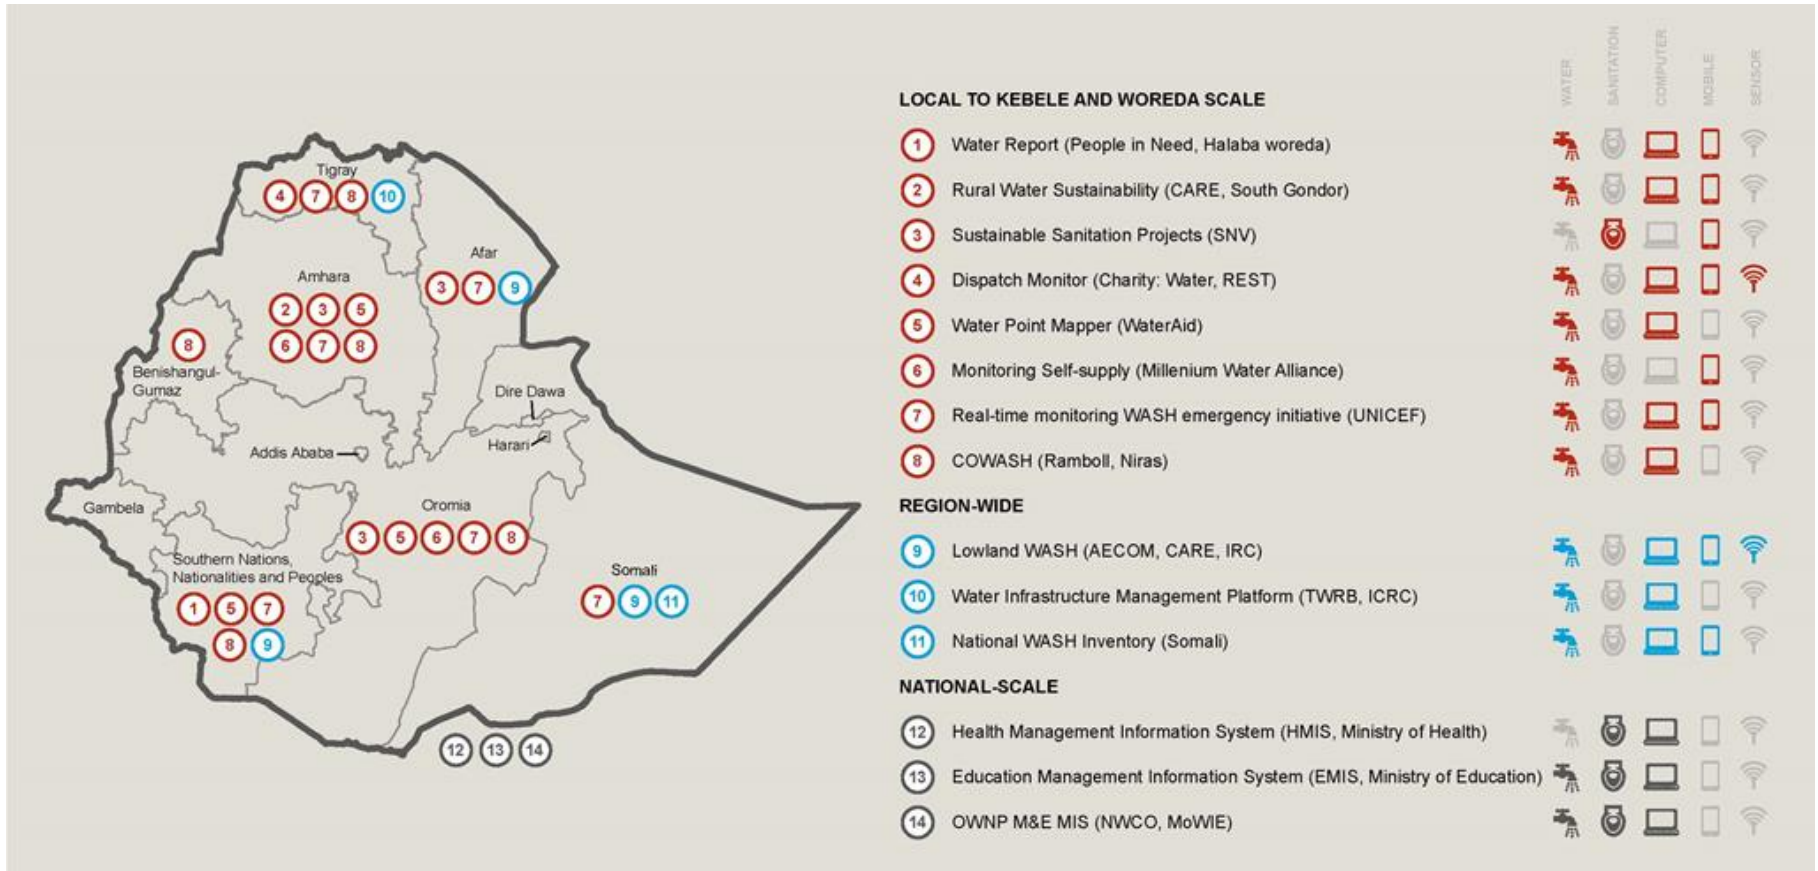 Tigray
4 7 8 10
Afar
3 7 9
Amhara
2 3 5
6 7 8
8
Benishangul-
Gumaz
Dire Dawa
Harari
Addis Ababa
Gambela
Oromia
3 5 6 7 8
Southern Nations,
Nationalities and Peoples
1 5 7
8 9
Somali
7 9 11
12 13 14
WATER
SANITATION
COMPUTER
MOBILE
SENSOR
LOCAL TO KEBELE AND WOREDA SCALE
1 Water Report (People in Need, Halaba woreda)
2 Rural Water Sustainability (CARE, South Gondor)
3 Sustainable Sanitation Projects (SNV)
4 Dispatch Monitor (Charity: Water, REST)
5 Water Point Mapper (WaterAid)
6 Monitoring Self-supply (Millenium Water Alliance)
7 Real-time monitoring WASH emergency initiative (UNICEF)
8 COWASH (Ramboll, Niras)
REGION-WIDE
9 Lowland WASH (AECOM, CARE, IRC)
10 Water Infrastructure Management Platform (TWRB, ICRC)
11 National WASH Inventory (Somali)
NATIONAL-SCALE
12 Health Management Information System (HMIS, Ministry of Health)
13 Education Management Information System (EMIS, Ministry of Education)
14 OWNP M&E MIS (NWCO, MoWIE)